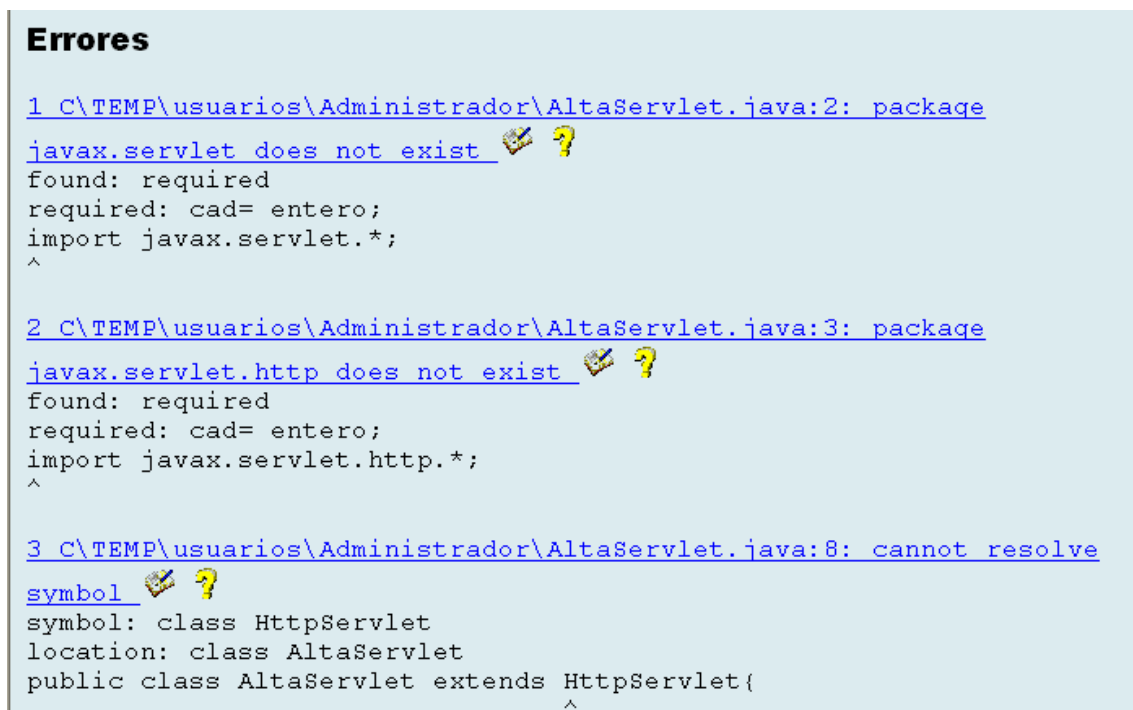 Errores
1 C\TEMP\usuarios\Administrador\AltaServlet.java:2: package
javax.servlet does not exist
found: required
required: cad= entero;
import javax.servlet.*;
^
2 C\TEMP\usuarios\Administrador\AltaServlet.java:3: package
javax.servlet.http does not exist
found: required
required: cad= entero;
import javax.servlet.http.*;
^
3 C\TEMP\usuarios\Administrador\AltaServlet.java:8: cannot resolve
symbol
symbol: class HttpServlet
location: class AltaServlet
public class AltaServlet extends HttpServlet{
^